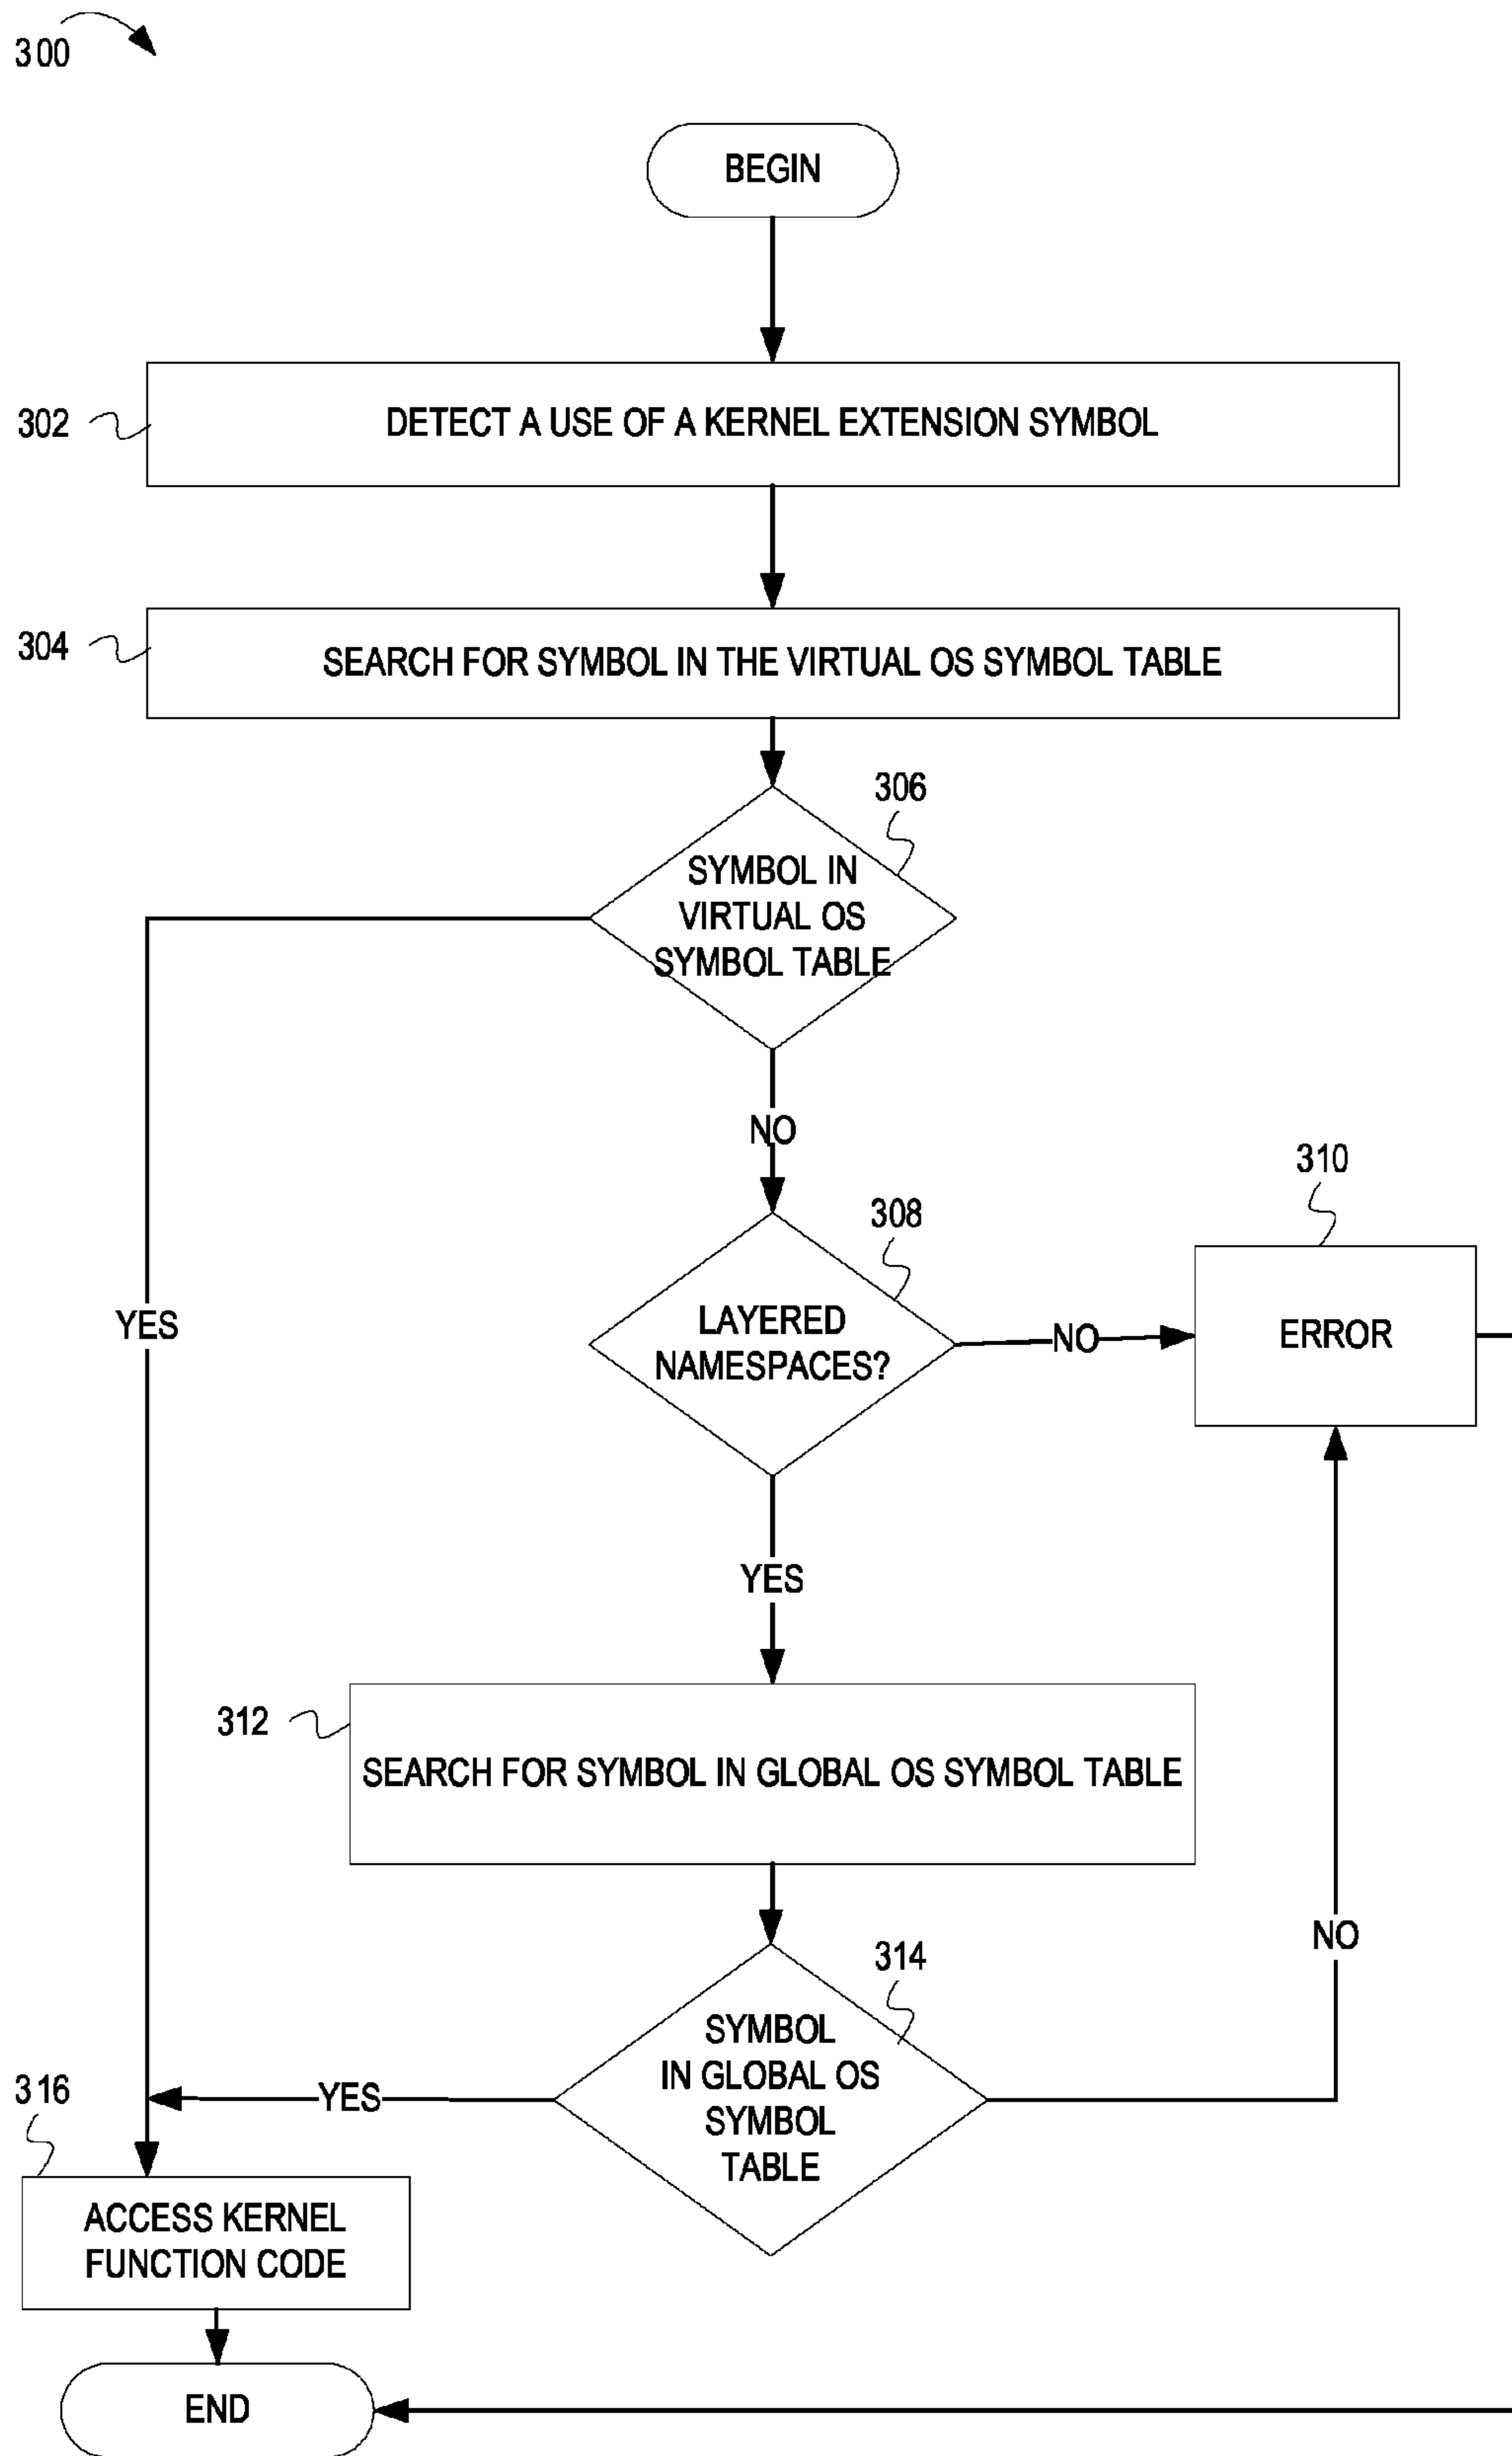 300
BEGIN
302
DETECT A USE OF A KERNEL EXTENSION SYMBOL
304
SEARCH FOR SYMBOL IN THE VIRTUAL OS SYMBOL TABLE
306
SYMBOL IN
VIRTUAL OS
SYMBOL TABLE
YES
NO
308
LAYERED
NAMESPACES?
NO
310
ERROR
YES
312
SEARCH FOR SYMBOL IN GLOBAL OS SYMBOL TABLE
314
SYMBOL
IN GLOBAL OS
SYMBOL
TABLE
NO
YES
316
ACCESS KERNEL
FUNCTION CODE
END